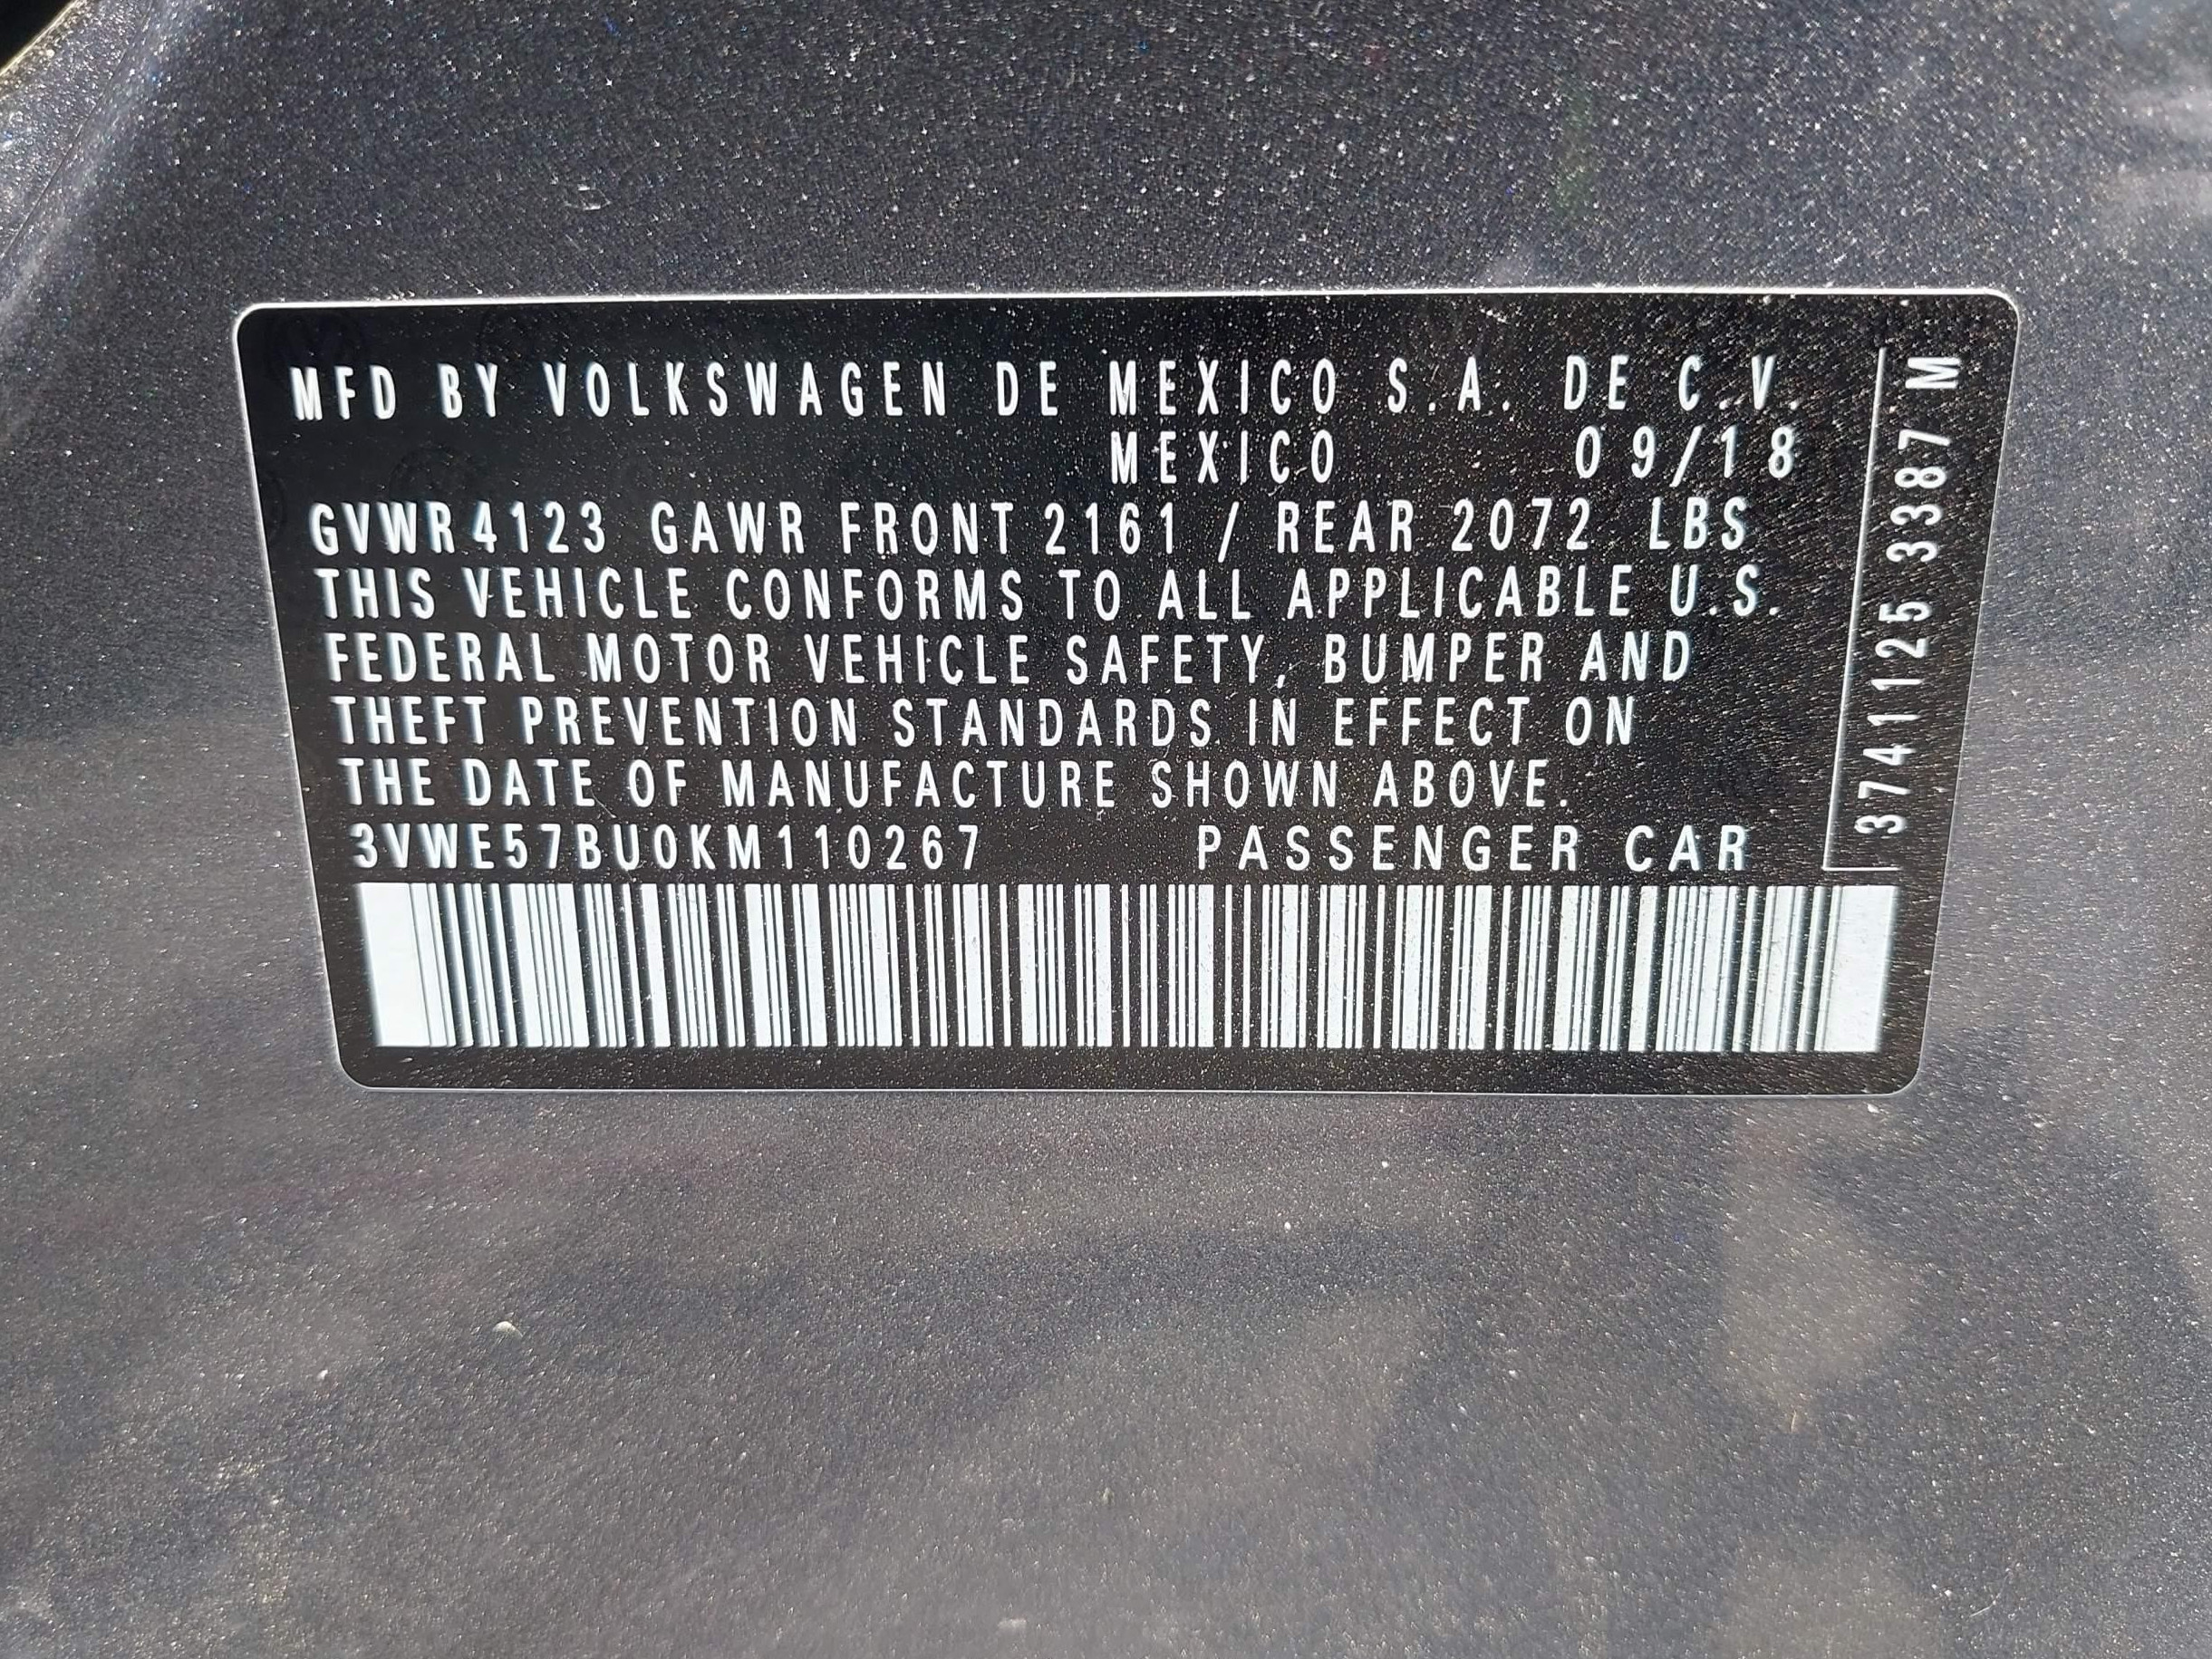 MFD BY VOLKSWAGEN DE MEXICO S.A. DE C.V.
MEXICO 09/18
GVWR 4123 GAWR FRONT 2161 / REAR 2072 LBS
THIS VEHICLE CONFORMS TO ALL APPLICABLE U.S.
FEDERAL MOTOR VEHICLE SAFETY, BUMPER AND
THEFT PREVENTION STANDARDS IN EFFECT ON
THE DATE OF MANUFACTURE SHOWN ABOVE.
3VWE57BU0KM110267 PASSENGER CAR
3741125 3387 M